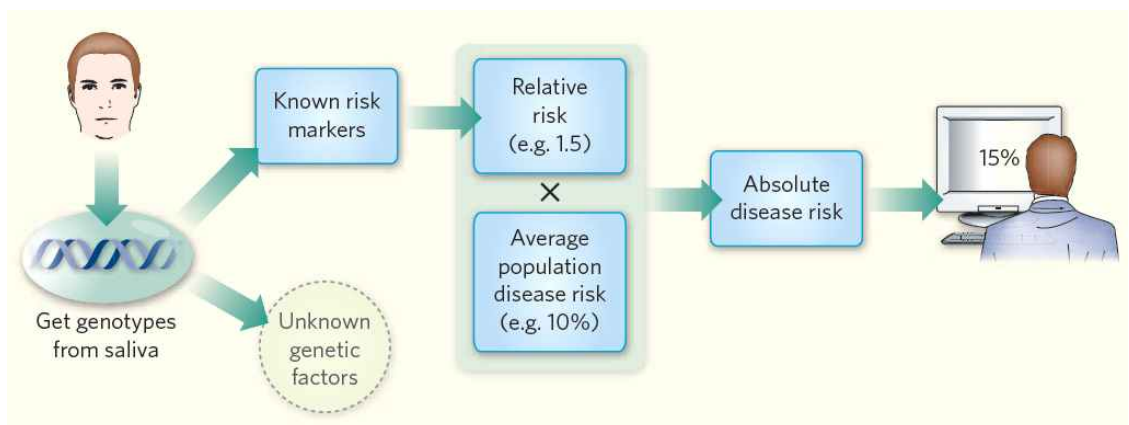 Get genotypes
from saliva
Known risk
markers
Unknown
genetic
factors
Relative
risk
(e.g. 1.5)
×
Average
population
disease risk
(e.g. 10%)
Absolute
disease risk
15%